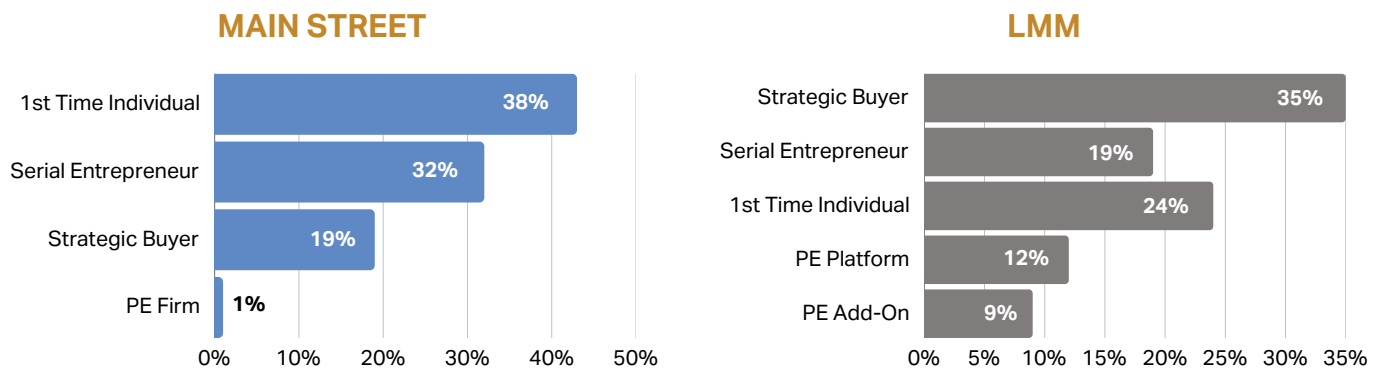 MAIN STREET
1st Time Individual 38%
Serial Entrepreneur 32%
Strategic Buyer 19%
PE Firm 1%
0% 10% 20% 30% 40% 50%
LMM
Strategic Buyer 35%
Serial Entrepreneur 19%
1st Time Individual 24%
PE Platform 12%
PE Add-On 9%
0% 5% 10% 15% 20% 25% 30% 35%